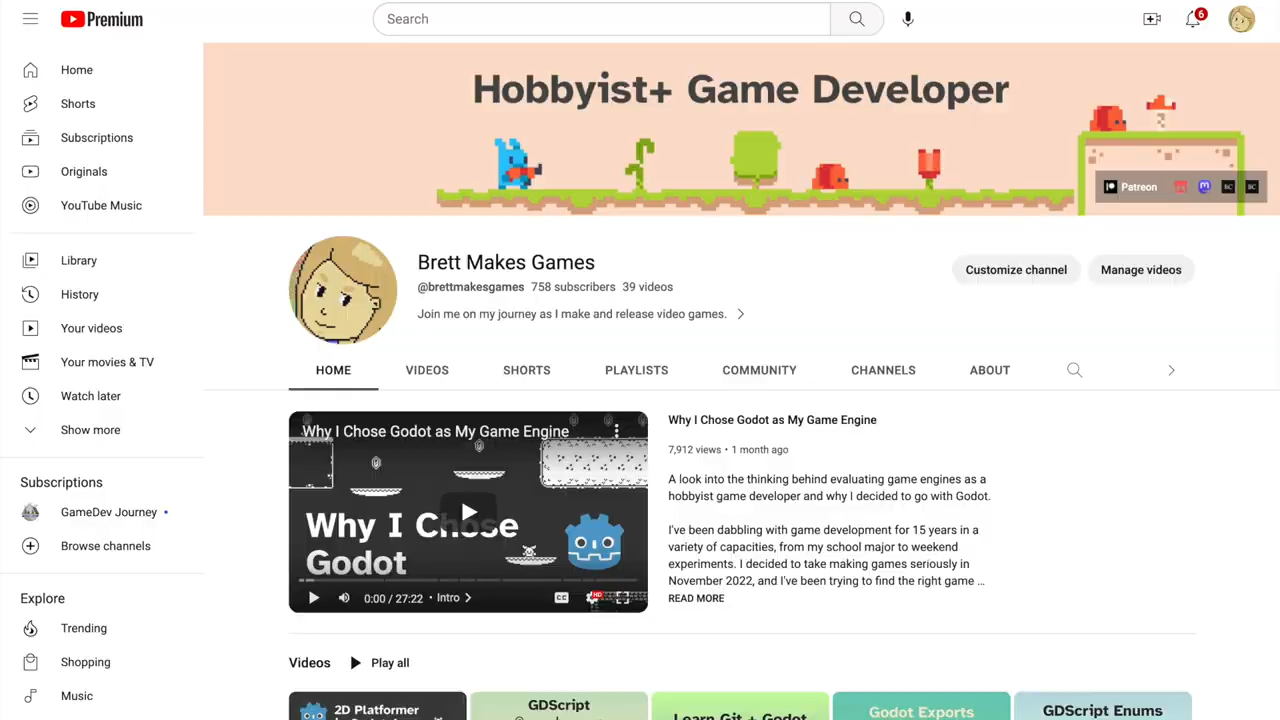 Premium
Search
6
Home
Shorts
Subscriptions
Originals
YouTube Music
Library
History
Your videos
Your movies & TV
Watch later
Show more
Subscriptions
GameDev Journey
Browse channels
Explore
Trending
Shopping
Music
Hobbyist+ Game Developer
Patreon
BC
BC
Brett Makes Games
@brettmakesgames 758 subscribers 39 videos
Join me on my journey as I make and release video games.
Customize channel
Manage videos
HOME VIDEOS SHORTS PLAYLISTS COMMUNITY CHANNELS ABOUT
Why I Chose Godot as My Game Engine
Why I Chose
Godot
0:00 / 27:22 • Intro
CC
HD
Why I Chose Godot as My Game Engine
7,912 views • 1 month ago
A look into the thinking behind evaluating game engines as a
hobbyist game developer and why I decided to go with Godot.
I've been dabbling with game development for 15 years in a
variety of capacities, from my school major to weekend
experiments. I decided to take making games seriously in
November 2022, and I've been trying to find the right game ...
READ MORE
Videos
Play all
2D Platformer
GDScript
Learn Git + Godot
Godot Exports
GDScript Enums